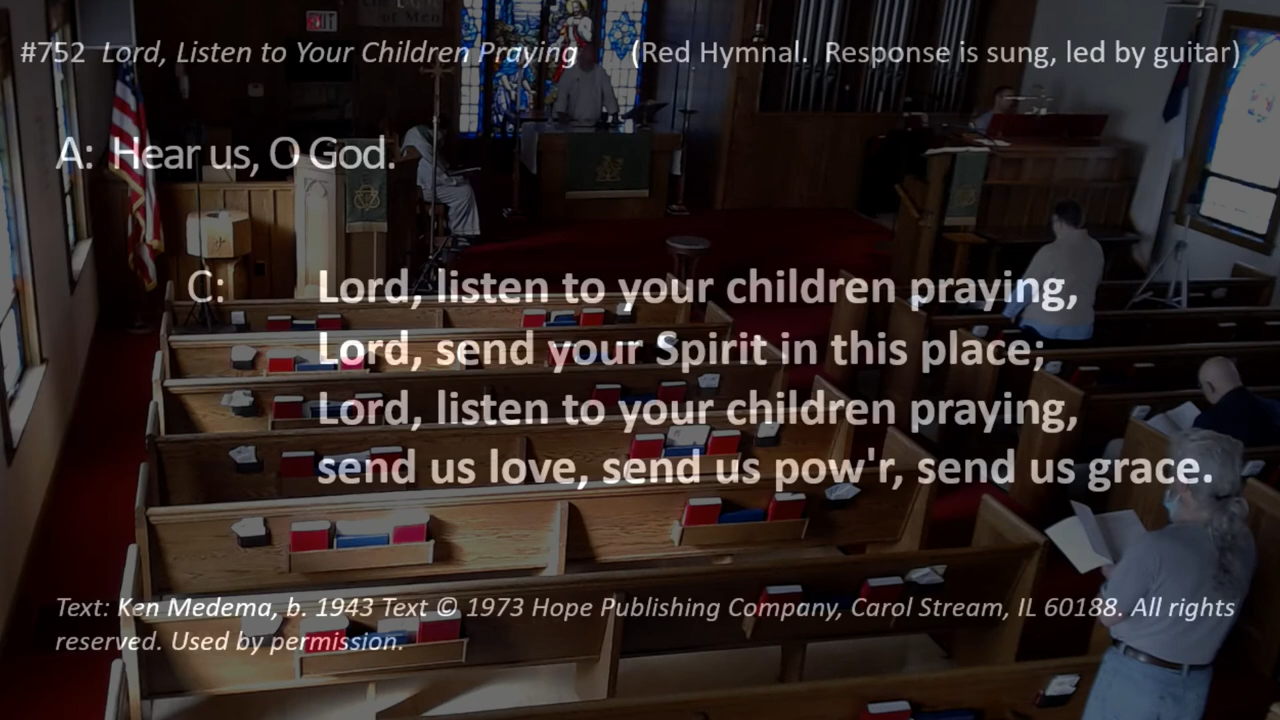 EXIT
of Men
#752 Lord, Listen to Your Children Praying (Red Hymnal. Response is sung, led by guitar)
A: Hear us, O God.
C: Lord, listen to your children praying,
Lord, send your Spirit in this place;
Lord, listen to your children praying,
send us love, send us pow'r, send us grace.
Text: Ken Medema, b. 1943 Text © 1973 Hope Publishing Company, Carol Stream, IL 60188. All rights
reserved. Used by permission.